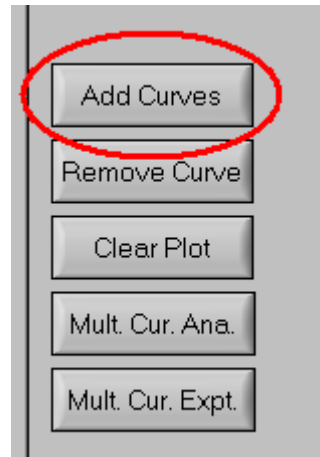 Add Curves
Remove Curve
Clear Plot
Mult. Cur. Ana.
Mult. Cur. Expt.